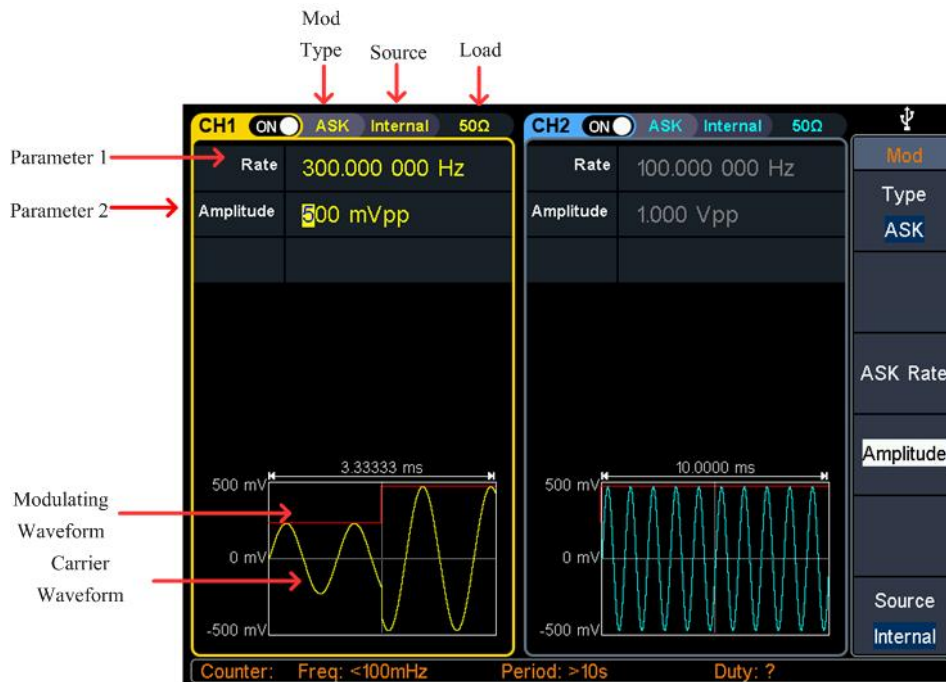 Mod
Type Source Load
CH1 ON ASK Internal 50Ω CH2 ON ASK Internal 50Ω
Mod
Parameter 1 Rate 300.000 000 Hz Rate 100.000 000 Hz
Type
Parameter 2 Amplitude 500 mVpp Amplitude 1.000 Vpp
ASK
ASK Rate
Amplitude
3.33333 ms 10.0000 ms
500 mV 500 mV
Modulating
Waveform
0 mV 0 mV
Carrier
Waveform
Source
-500 mV -500 mV
Internal
Counter: Freq: <100mHz Period: >10s Duty: ?